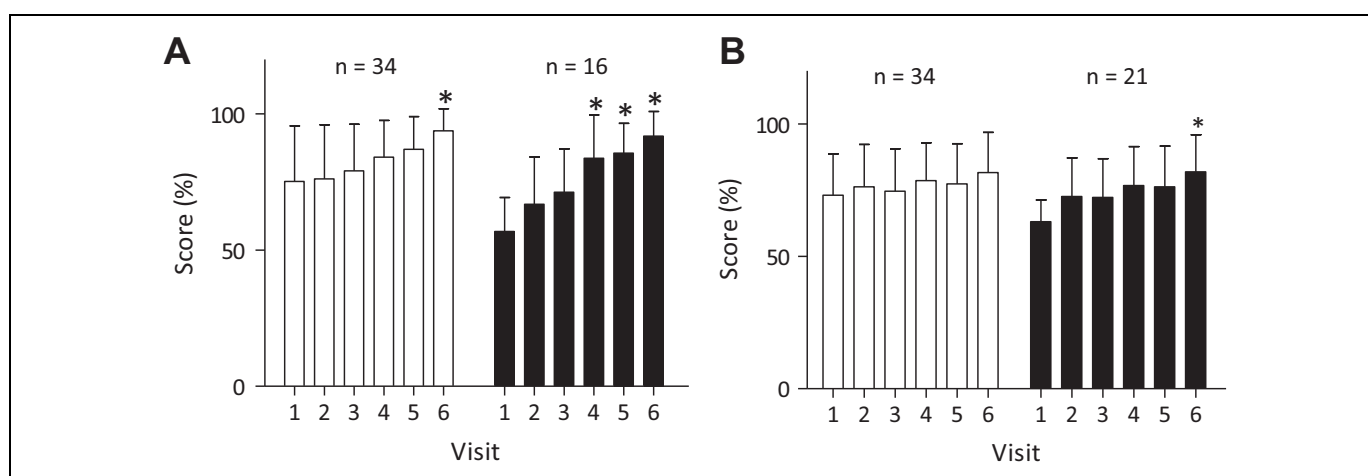 A
n = 34
n = 16
* * * *
100
50
0
Score (%)
1 2 3 4 5 6 1 2 3 4 5 6
Visit
B
n = 34
n = 21
*
100
50
0
Score (%)
1 2 3 4 5 6 1 2 3 4 5 6
Visit